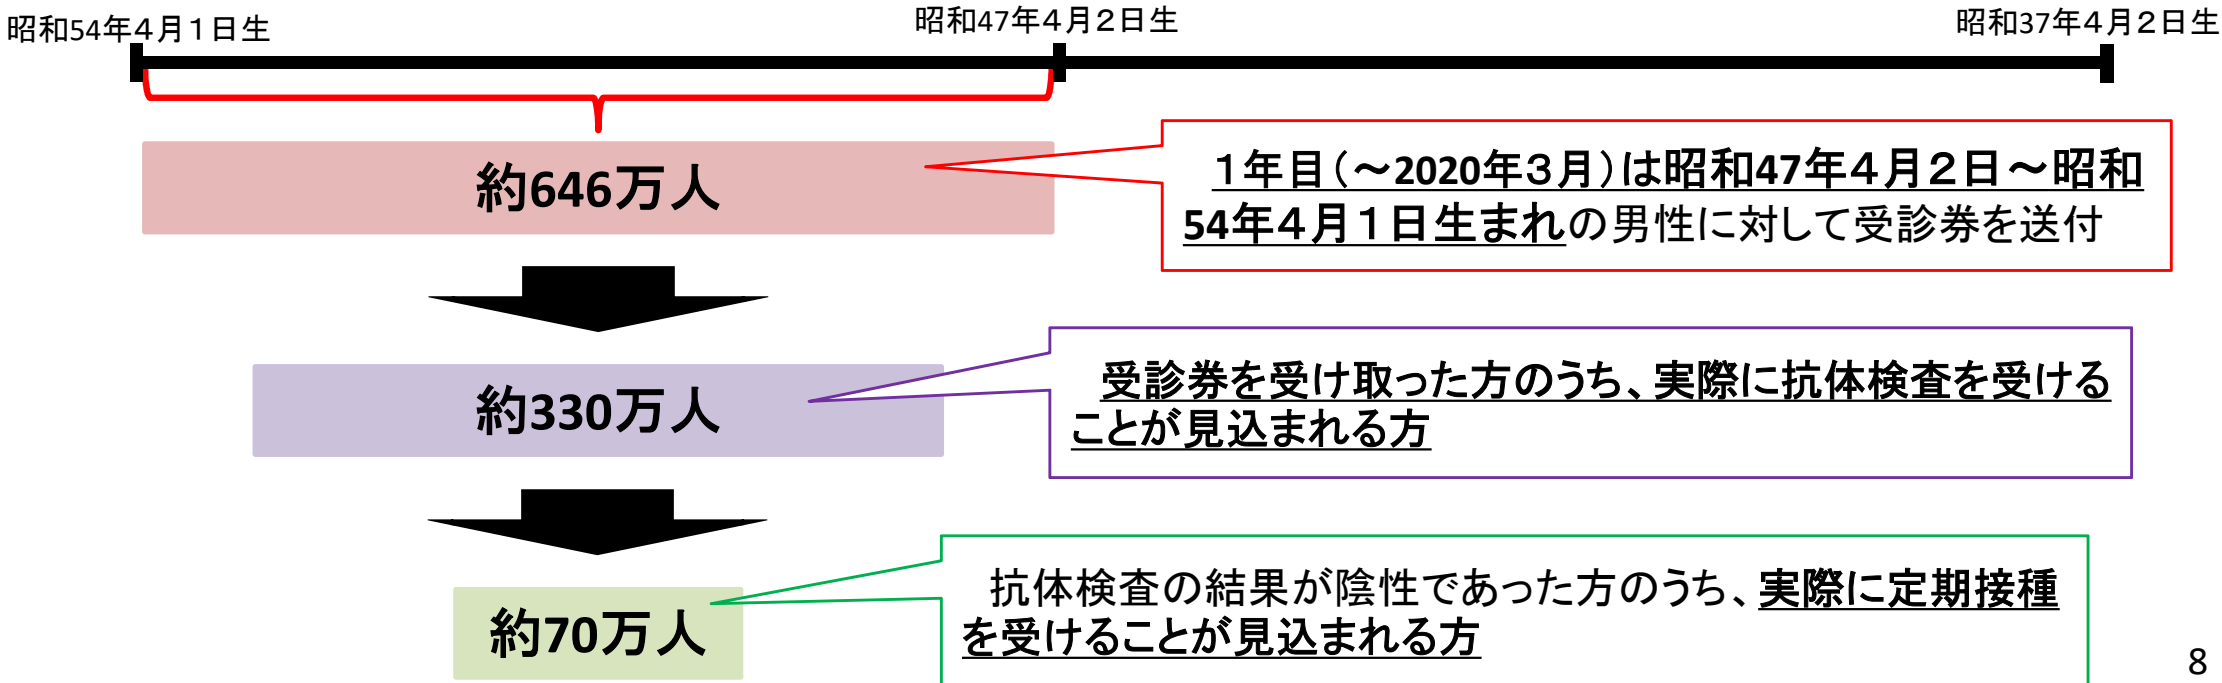 昭和54年４月１日生
昭和47年４月２日生
昭和37年４月２日生
約646万人
１年目（～2020年３月）は昭和47年４月２日～昭和
54年４月１日生まれの男性に対して受診券を送付
約330万人
受診券を受け取った方のうち、実際に抗体検査を受ける
ことが見込まれる方
約70万人
抗体検査の結果が陰性であった方のうち、実際に定期接種
を受けることが見込まれる方
8